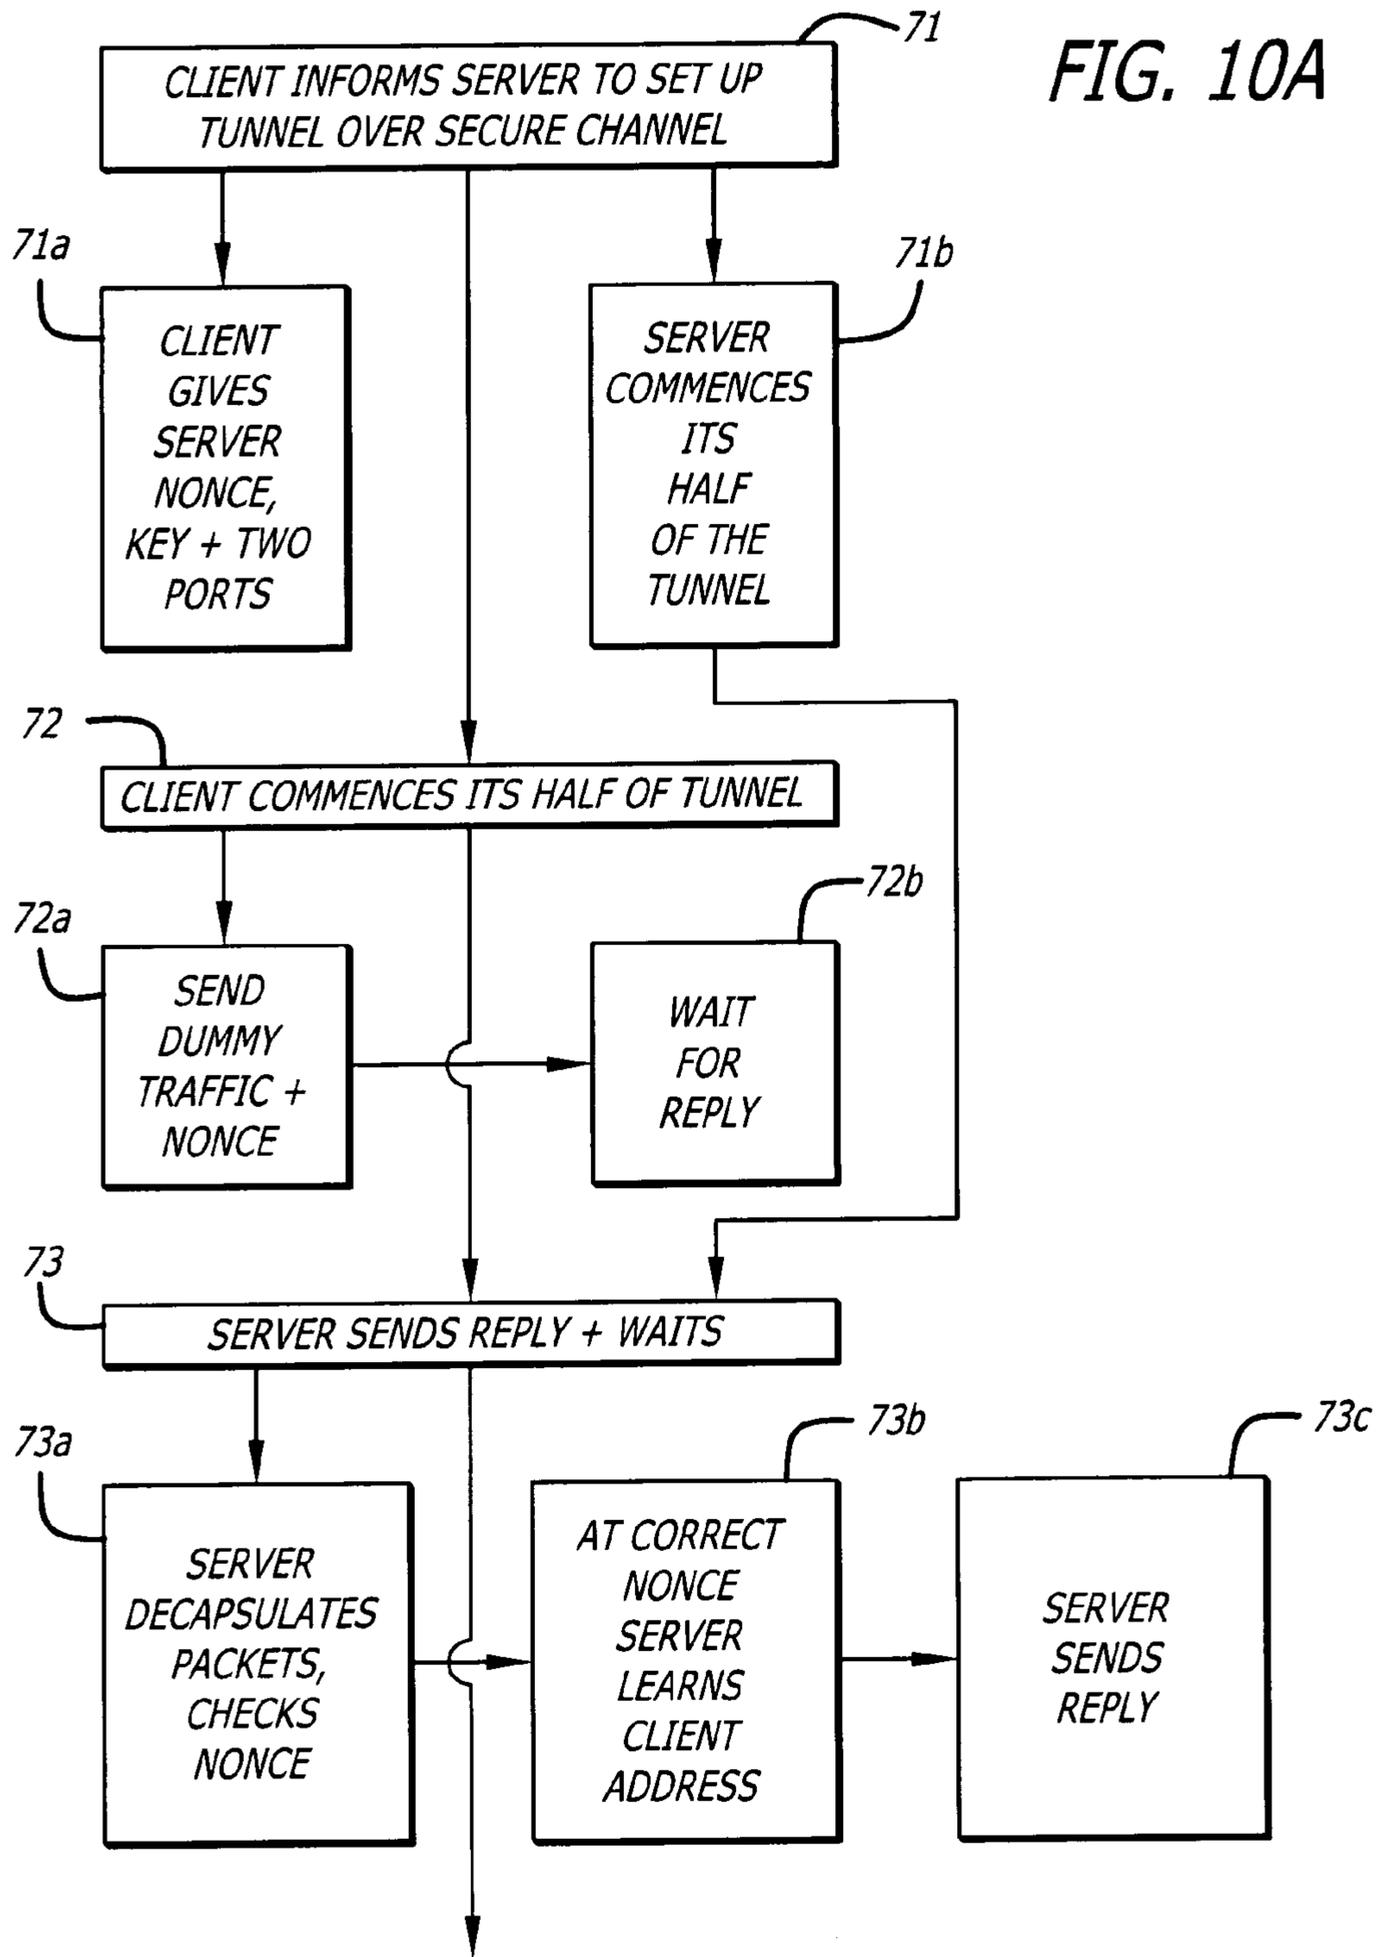 71
FIG. 10A
CLIENT INFORMS SERVER TO SET UP
TUNNEL OVER SECURE CHANNEL
71a
71b
CLIENT
GIVES
SERVER
NONCE,
KEY + TWO
PORTS
SERVER
COMMENCES
ITS
HALF
OF THE
TUNNEL
72
CLIENT COMMENCES ITS HALF OF TUNNEL
72a
72b
SEND
DUMMY
TRAFFIC +
NONCE
WAIT
FOR
REPLY
73
SERVER SENDS REPLY + WAITS
73a
73b
73c
SERVER
DECAPSULATES
PACKETS,
CHECKS
NONCE
AT CORRECT
NONCE
SERVER
LEARNS
CLIENT
ADDRESS
SERVER
SENDS
REPLY